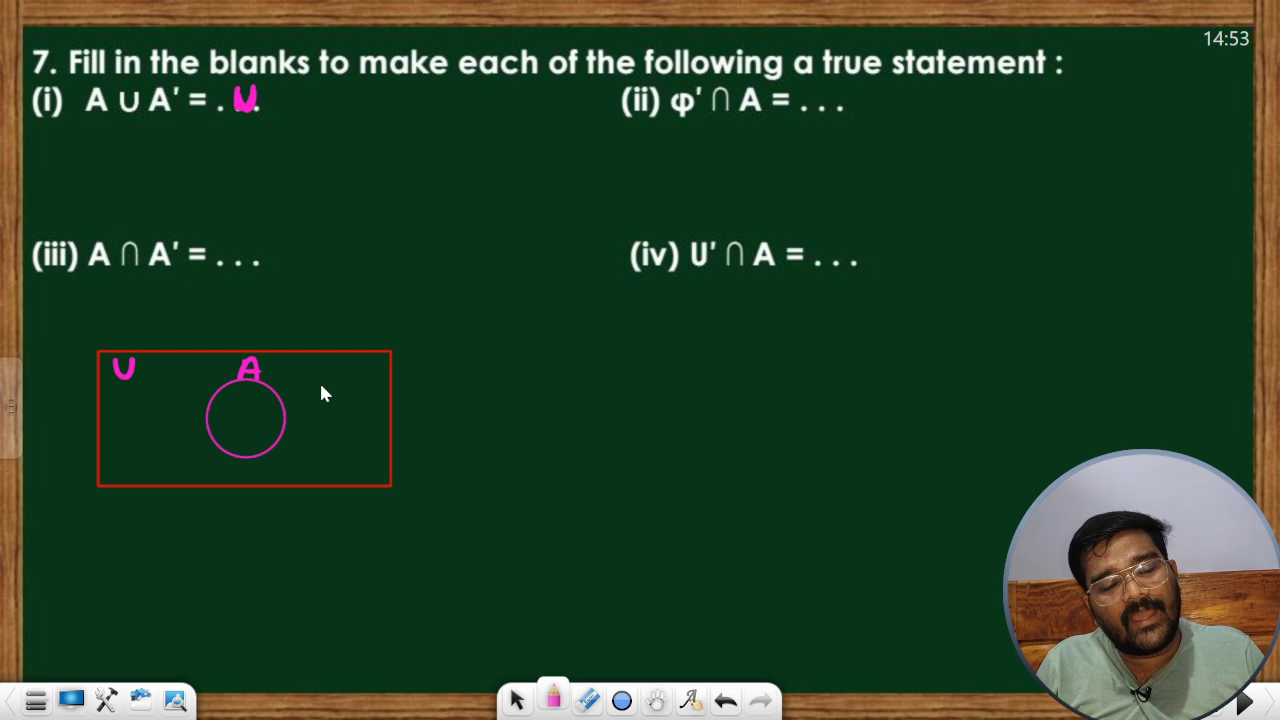 14:53
7. Fill in the blanks to make each of the following a true statement :
(i) A ∪ A′ = . U .
(ii) φ′ ∩ A = . . .
(iii) A ∩ A′ = . . .
(iv) U′ ∩ A = . . .
U A